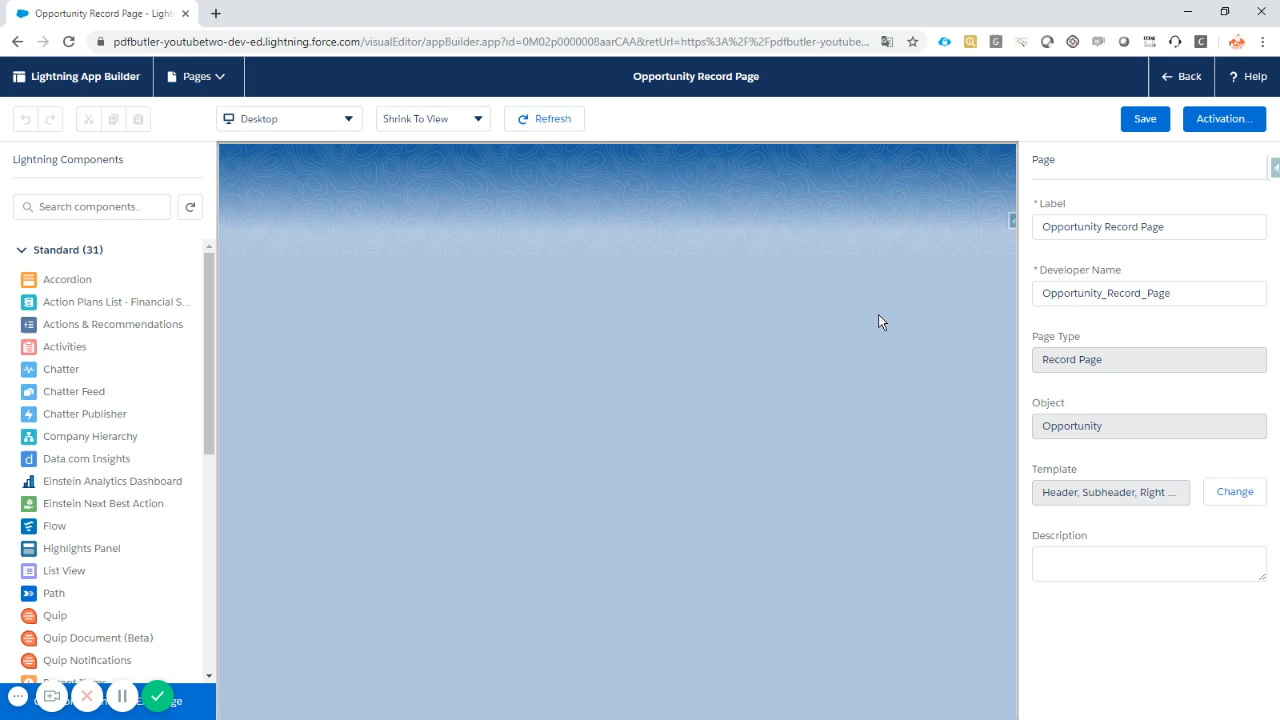 Opportunity Record Page - Light
pdfbutler-youtubetwo-dev-ed.lightning.force.com/visualEditor/appBuilder.app?id=0M02p0000008aarCAA&retUrl=https%3A%2F%2Fpdfbutler-youtube...
Lightning App Builder
Pages
Opportunity Record Page
Back
? Help
Desktop
Shrink To View
Refresh
Save
Activation...
Lightning Components
Page
Search components..
* Label
Opportunity Record Page
Standard (31)
* Developer Name
Opportunity_Record_Page
Accordion
Action Plans List - Financial S...
Actions & Recommendations
Activities
Chatter
Chatter Feed
Chatter Publisher
Company Hierarchy
Data.com Insights
Einstein Analytics Dashboard
Einstein Next Best Action
Flow
Highlights Panel
List View
Path
Quip
Quip Document (Beta)
Quip Notifications
Page Type
Record Page
Object
Opportunity
Template
Header, Subheader, Right ...
Change
Description